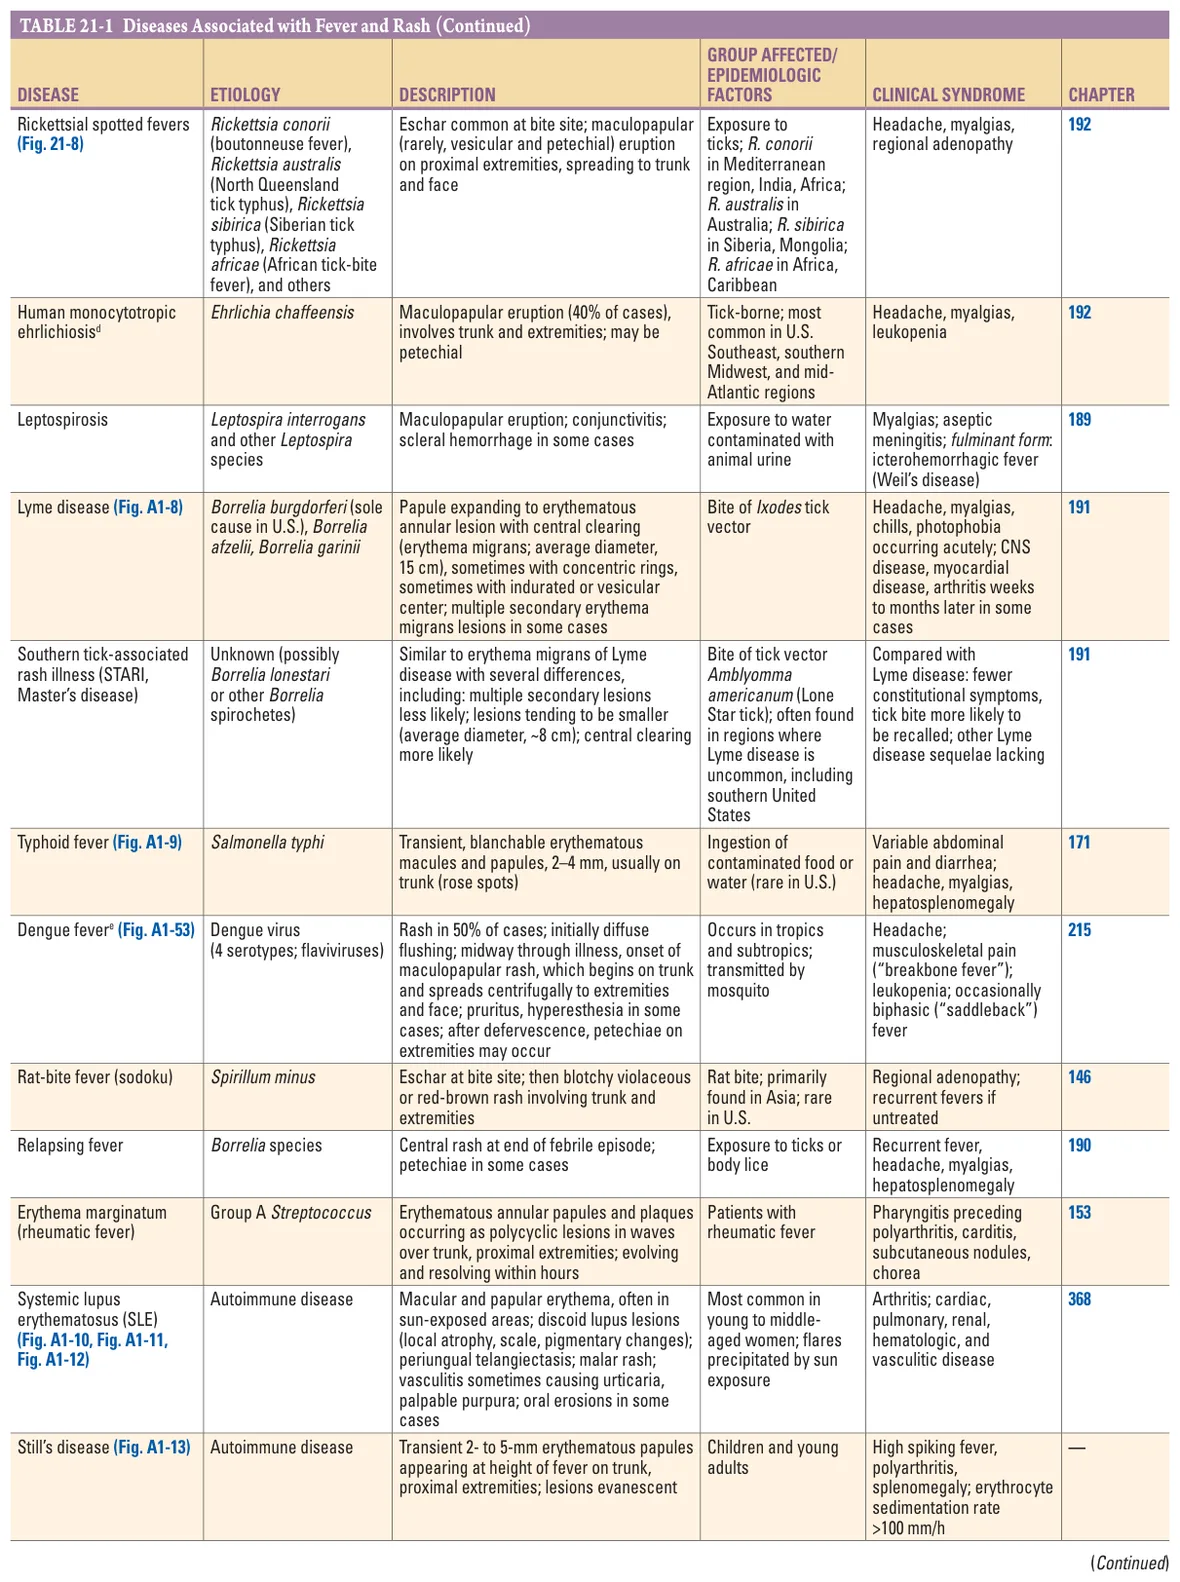 TABLE 21-1 Diseases Associated with Fever and Rash (Continued)
DISEASE
ETIOLOGY
DESCRIPTION
GROUP AFFECTED/
EPIDEMIOLOGIC
FACTORS
CLINICAL SYNDROME
CHAPTER
Rickettsial spotted fevers
(Fig. 21-8)
Rickettsia conorii
(boutonneuse fever),
Rickettsia australis
(North Queensland
tick typhus), Rickettsia
sibirica (Siberian tick
typhus), Rickettsia
africae (African tick-bite
fever), and others
Eschar common at bite site; maculopapular
(rarely, vesicular and petechial) eruption
on proximal extremities, spreading to trunk
and face
Exposure to
ticks; R. conorii
in Mediterranean
region, India, Africa;
R. australis in
Australia; R. sibirica
in Siberia, Mongolia;
R. africae in Africa,
Caribbean
Headache, myalgias,
regional adenopathy
192
Human monocytotropic
ehrlichiosisd
Ehrlichia chaffeensis
Maculopapular eruption (40% of cases),
involves trunk and extremities; may be
petechial
Tick-borne; most
common in U.S.
Southeast, southern
Midwest, and mid-
Atlantic regions
Headache, myalgias,
leukopenia
192
Leptospirosis
Leptospira interrogans
and other Leptospira
species
Maculopapular eruption; conjunctivitis;
scleral hemorrhage in some cases
Exposure to water
contaminated with
animal urine
Myalgias; aseptic
meningitis; fulminant form:
icterohemorrhagic fever
(Weil’s disease)
189
Lyme disease (Fig. A1-8)
Borrelia burgdorferi (sole
cause in U.S.), Borrelia
afzelii, Borrelia garinii
Papule expanding to erythematous
annular lesion with central clearing
(erythema migrans; average diameter,
15 cm), sometimes with concentric rings,
sometimes with indurated or vesicular
center; multiple secondary erythema
migrans lesions in some cases
Bite of Ixodes tick
vector
Headache, myalgias,
chills, photophobia
occurring acutely; CNS
disease, myocardial
disease, arthritis weeks
to months later in some
cases
191
Southern tick-associated
rash illness (STARI,
Master’s disease)
Unknown (possibly
Borrelia lonestari
or other Borrelia
spirochetes)
Similar to erythema migrans of Lyme
disease with several differences,
including: multiple secondary lesions
less likely; lesions tending to be smaller
(average diameter, ~8 cm); central clearing
more likely
Bite of tick vector
Amblyomma
americanum (Lone
Star tick); often found
in regions where
Lyme disease is
uncommon, including
southern United
States
Compared with
Lyme disease: fewer
constitutional symptoms,
tick bite more likely to
be recalled; other Lyme
disease sequelae lacking
191
Typhoid fever (Fig. A1-9)
Salmonella typhi
Transient, blanchable erythematous
macules and papules, 2–4 mm, usually on
trunk (rose spots)
Ingestion of
contaminated food or
water (rare in U.S.)
Variable abdominal
pain and diarrhea;
headache, myalgias,
hepatosplenomegaly
171
Dengue fevere (Fig. A1-53)
Dengue virus
(4 serotypes; flaviviruses)
Rash in 50% of cases; initially diffuse
flushing; midway through illness, onset of
maculopapular rash, which begins on trunk
and spreads centrifugally to extremities
and face; pruritus, hyperesthesia in some
cases; after defervescence, petechiae on
extremities may occur
Occurs in tropics
and subtropics;
transmitted by
mosquito
Headache;
musculoskeletal pain
(“breakbone fever”);
leukopenia; occasionally
biphasic (“saddleback”)
fever
215
Rat-bite fever (sodoku)
Spirillum minus
Eschar at bite site; then blotchy violaceous
or red-brown rash involving trunk and
extremities
Rat bite; primarily
found in Asia; rare
in U.S.
Regional adenopathy;
recurrent fevers if
untreated
146
Relapsing fever
Borrelia species
Central rash at end of febrile episode;
petechiae in some cases
Exposure to ticks or
body lice
Recurrent fever,
headache, myalgias,
hepatosplenomegaly
190
Erythema marginatum
(rheumatic fever)
Group A Streptococcus
Erythematous annular papules and plaques
occurring as polycyclic lesions in waves
over trunk, proximal extremities; evolving
and resolving within hours
Patients with
rheumatic fever
Pharyngitis preceding
polyarthritis, carditis,
subcutaneous nodules,
chorea
153
Systemic lupus
erythematosus (SLE)
(Fig. A1-10, Fig. A1-11,
Fig. A1-12)
Autoimmune disease
Macular and papular erythema, often in
sun-exposed areas; discoid lupus lesions
(local atrophy, scale, pigmentary changes);
periungual telangiectasis; malar rash;
vasculitis sometimes causing urticaria,
palpable purpura; oral erosions in some
cases
Most common in
young to middle-
aged women; flares
precipitated by sun
exposure
Arthritis; cardiac,
pulmonary, renal,
hematologic, and
vasculitic disease
368
Still’s disease (Fig. A1-13)
Autoimmune disease
Transient 2- to 5-mm erythematous papules
appearing at height of fever on trunk,
proximal extremities; lesions evanescent
Children and young
adults
High spiking fever,
polyarthritis,
splenomegaly; erythrocyte
sedimentation rate
>100 mm/h
—
(Continued)